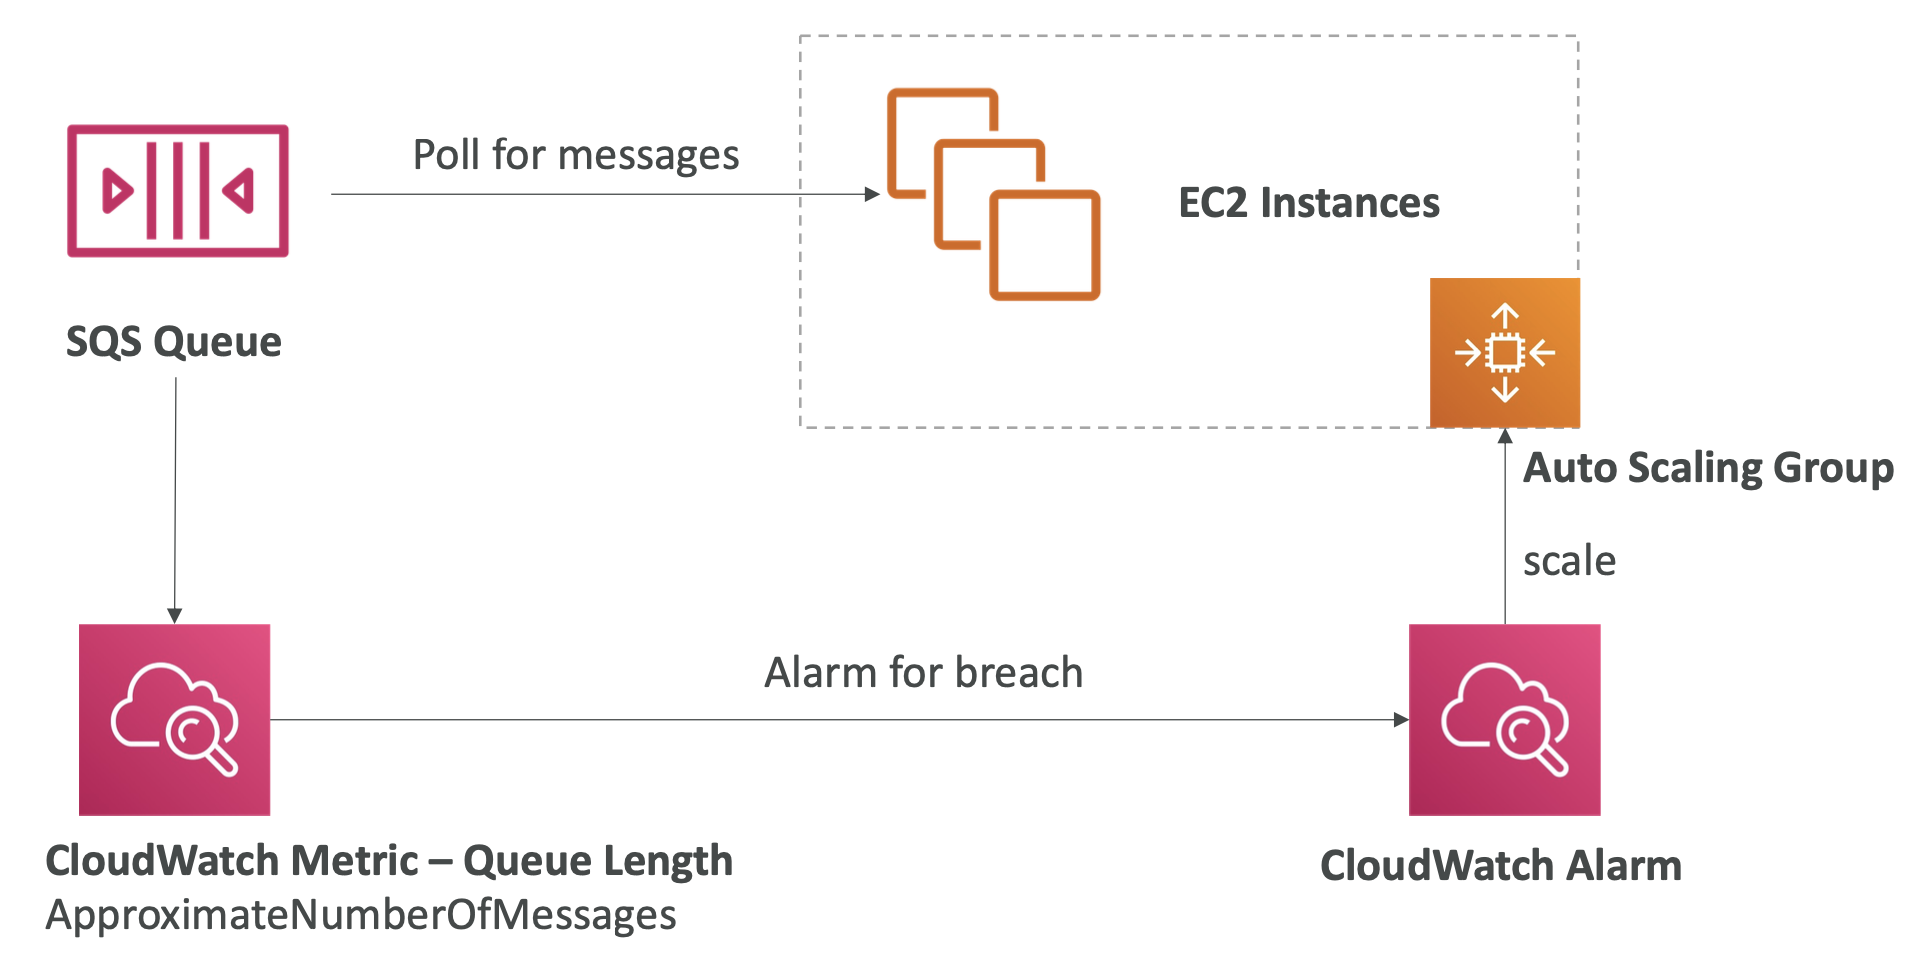 Poll for messages
EC2 Instances
SQS Queue
Auto Scaling Group
scale
Alarm for breach
CloudWatch Metric – Queue Length
ApproximateNumberOfMessages
CloudWatch Alarm